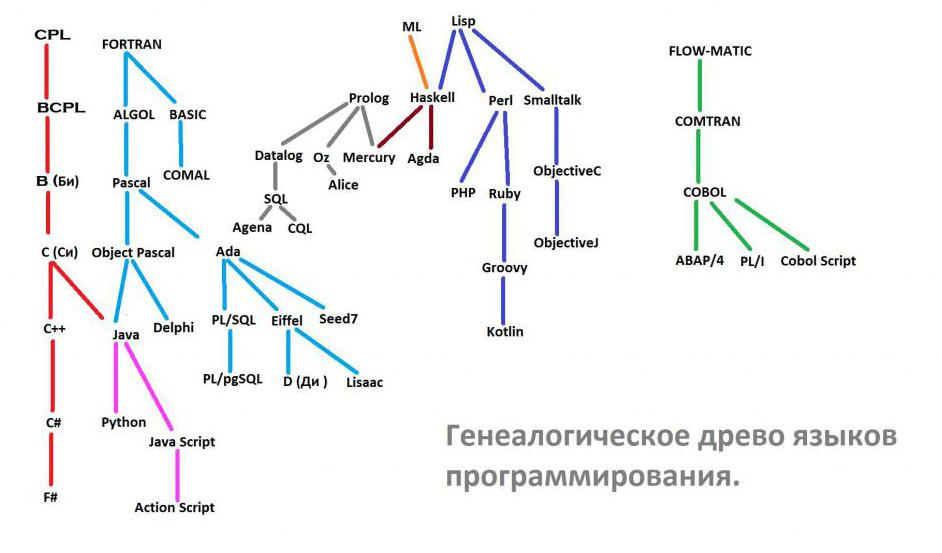 CPL
BCPL
B (Би)
C (Си)
C++
C#
F#
FORTRAN
ALGOL
BASIC
COMAL
Pascal
Object Pascal
Ada
Java
Delphi
PL/SQL
Eiffel
Seed7
PL/pgSQL
D (Ди )
Lisaac
Python
Java Script
Action Script
ML
Lisp
Prolog
Haskell
Perl
Smalltalk
Datalog
Oz
Mercury
Agda
Alice
SQL
Agena
CQL
PHP
Ruby
ObjectiveC
ObjectiveJ
Groovy
Kotlin
FLOW-MATIC
COMTRAN
COBOL
ABAP/4
PL/I
Cobol Script
Генеалогическое древо языков
программирования.